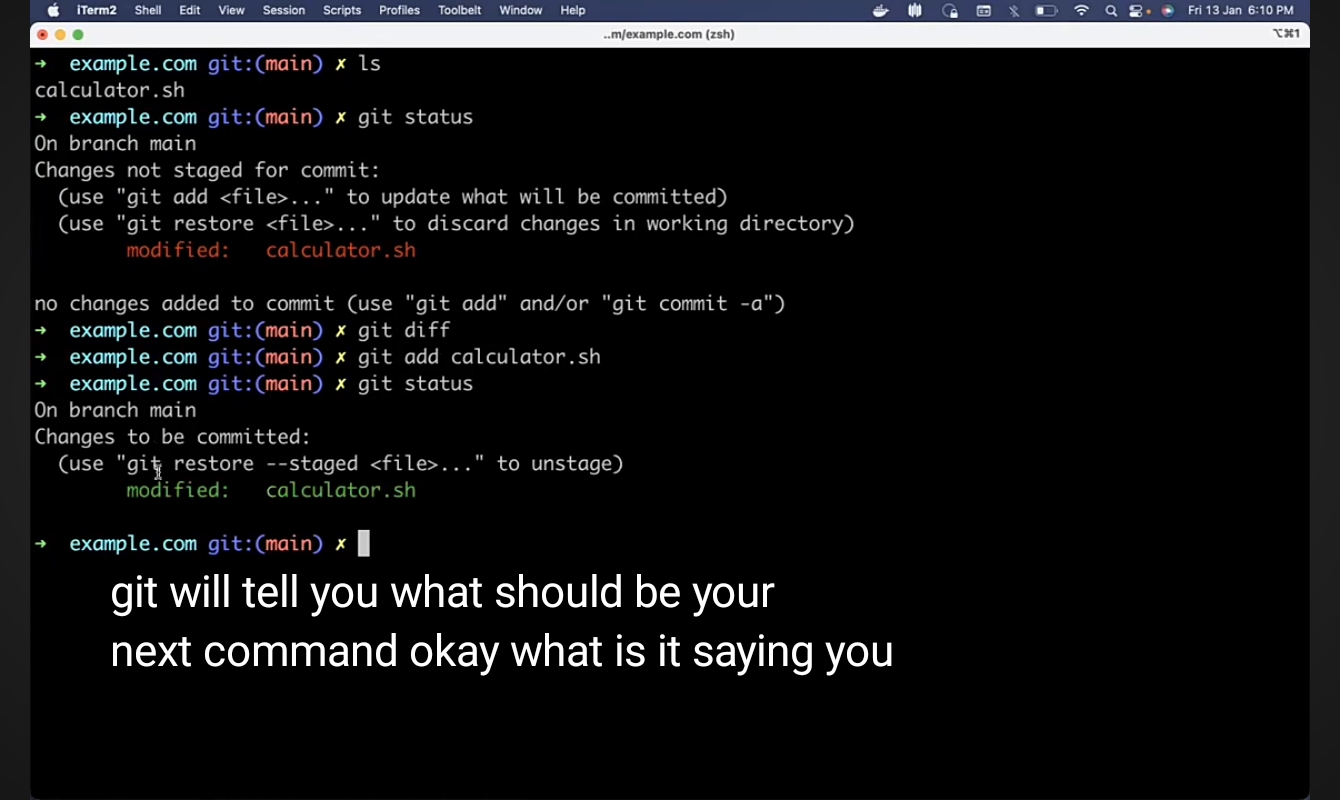 iTerm2 Shell Edit View Session Scripts Profiles Toolbelt Window Help Fri 13 Jan 6:10 PM
..m/example.com (zsh) ⌥⌘1
➜ example.com git:(main) ✗ ls
calculator.sh
➜ example.com git:(main) ✗ git status
On branch main
Changes not staged for commit:
(use "git add <file>..." to update what will be committed)
(use "git restore <file>..." to discard changes in working directory)
modified: calculator.sh
no changes added to commit (use "git add" and/or "git commit -a")
➜ example.com git:(main) ✗ git diff
➜ example.com git:(main) ✗ git add calculator.sh
➜ example.com git:(main) ✗ git status
On branch main
Changes to be committed:
(use "git restore --staged <file>..." to unstage)
modified: calculator.sh
➜ example.com git:(main) ✗
git will tell you what should be your
next command okay what is it saying you